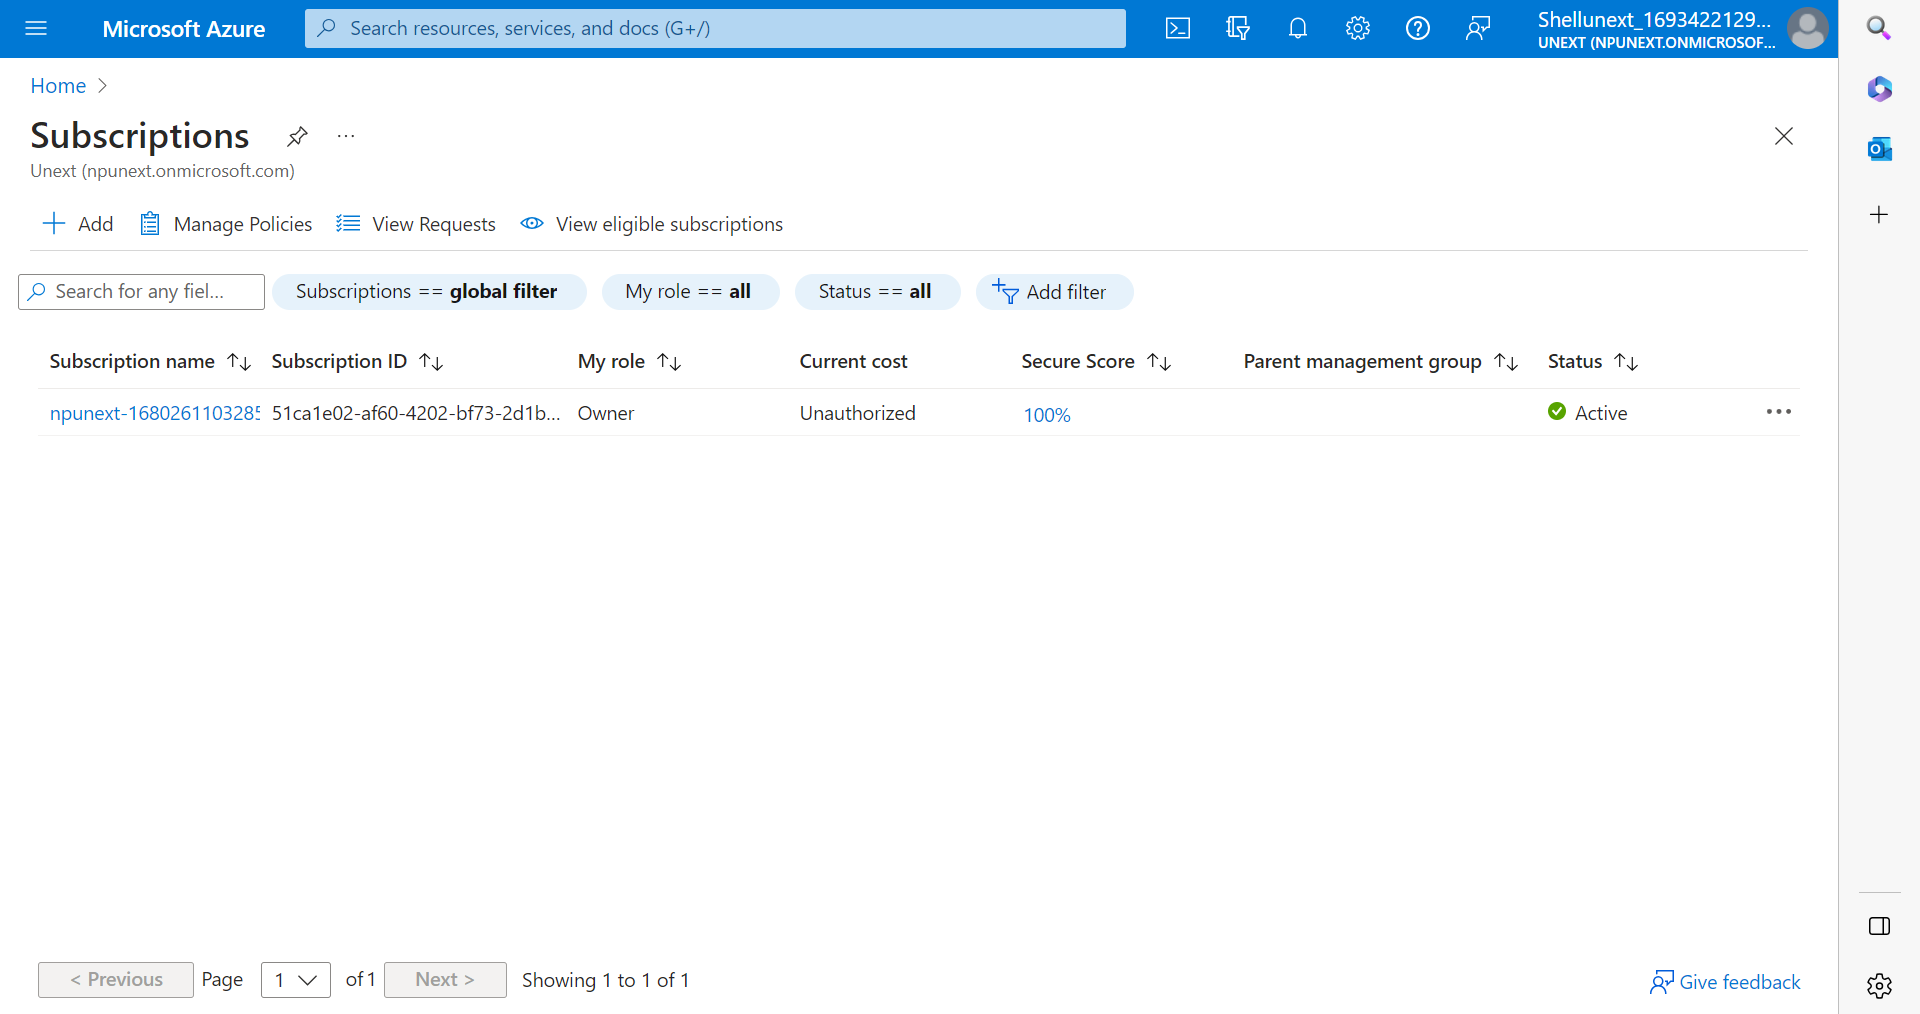 Microsoft Azure
Search resources, services, and docs (G+/)
Shellunext_1693422129...
UNEXT (NPUNEXT.ONMICROSOF...
Home
Subscriptions
Unext (npunext.onmicrosoft.com)
Add
Manage Policies
View Requests
View eligible subscriptions
Search for any fiel...
Subscriptions == global filter
My role == all
Status == all
Add filter
Subscription name
Subscription ID
My role
Current cost
Secure Score
Parent management group
Status
npunext-1680261103285
51ca1e02-af60-4202-bf73-2d1b...
Owner
Unauthorized
100%
Active
< Previous
Page
1
of 1
Next >
Showing 1 to 1 of 1
Give feedback